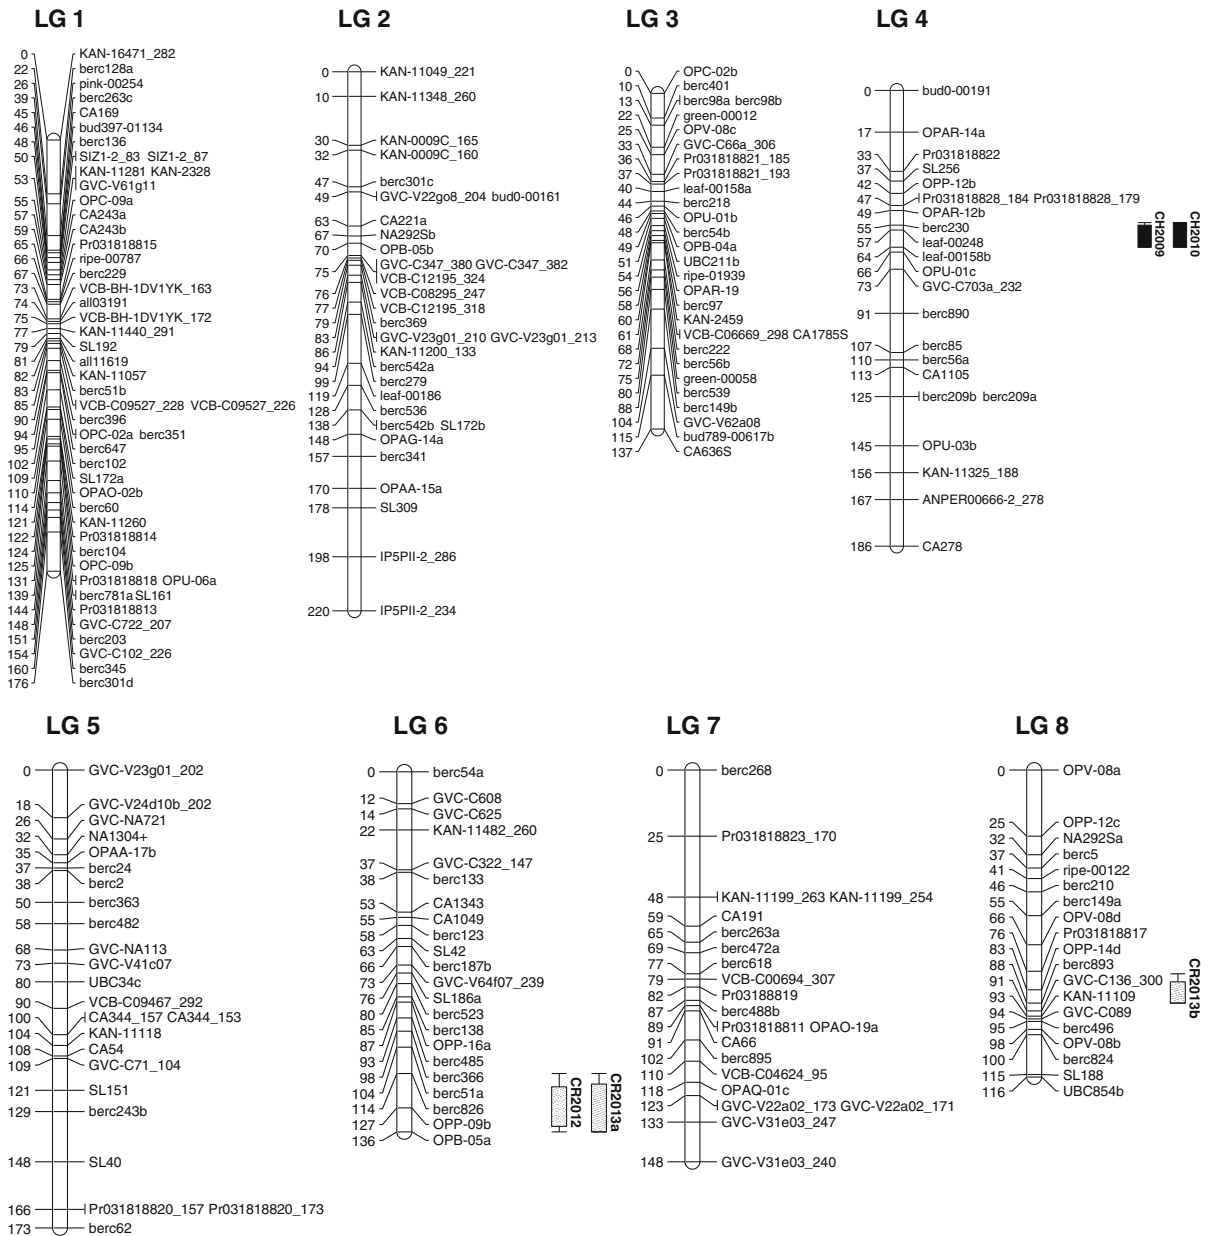 LG 1
0 KAN-16471_282
22 berc128a
26 pink-00254
39 berc263c
45 CA169
46 bud397-01134
48 berc136
50 SIZ1-2_83 SIZ1-2_87
53 KAN-11281 KAN-2328
GVC-V61g11
55 OPC-09a
57 CA243a
59 CA243b
65 Pr031818815
66 ripe-00787
67 berc229
73 VCB-BH-1DV1YK_163
74 all03191
75 VCB-BH-1DV1YK_172
77 KAN-11440_291
79 SL192
81 all11619
82 KAN-11057
83 berc51b
85 VCB-C09527_228 VCB-C09527_226
90 berc396
94 OPC-02a berc351
95 berc647
102 berc102
109 SL172a
110 OPAO-02b
114 berc60
121 KAN-11260
122 Pr031818814
124 berc104
125 OPC-09b
131 Pr031818818 OPU-06a
139 berc781a SL161
144 Pr031818813
148 GVC-C722_207
151 berc203
154 GVC-C102_226
160 berc345
176 berc301d
LG 2
0 KAN-11049_221
10 KAN-11348_260
30 KAN-0009C_165
32 KAN-0009C_160
47 berc301c
49 GVC-V22go8_204 bud0-00161
63 CA221a
67 NA292Sb
70 OPB-05b
75 GVC-C347_380 GVC-C347_382
VCB-C12195_324
76 VCB-C08295_247
77 VCB-C12195_318
79 berc369
83 GVC-V23g01_210 GVC-V23g01_213
86 KAN-11200_133
94 berc542a
99 berc279
119 leaf-00186
128 berc536
138 berc542b SL172b
148 OPAG-14a
157 berc341
170 OPAA-15a
178 SL309
198 IP5PII-2_286
220 IP5PII-2_234
LG 3
0 OPC-02b
10 berc401
13 berc98a berc98b
22 green-00012
25 OPV-08c
33 GVC-C66a_306
36 Pr031818821_185
37 Pr031818821_193
40 leaf-00158a
44 berc218
46 OPU-01b
48 berc54b
49 OPB-04a
51 UBC211b
54 ripe-01939
56 OPAR-19
58 berc97
60 KAN-2459
61 VCB-C06669_298 CA1785S
68 berc222
72 berc56b
75 green-00058
80 berc539
88 berc149b
104 GVC-V62a08
115 bud789-00617b
137 CA636S
LG 4
0 bud0-00191
17 OPAR-14a
33 Pr031818822
37 SL256
42 OPP-12b
47 Pr031818828_184 Pr031818828_179
49 OPAR-12b
55 berc230
57 leaf-00248
64 leaf-00158b
66 OPU-01c
73 GVC-C703a_232
91 berc890
107 berc85
110 berc56a
113 CA1105
125 berc209b berc209a
145 OPU-03b
156 KAN-11325_188
167 ANPER00666-2_278
186 CA278
CH2009
CH2010
LG 5
0 GVC-V23g01_202
18 GVC-V24d10b_202
26 GVC-NA721
32 NA1304+
35 OPAA-17b
37 berc24
38 berc2
50 berc363
58 berc482
68 GVC-NA113
73 GVC-V41c07
80 UBC34c
90 VCB-C09467_292
100 CA344_157 CA344_153
104 KAN-11118
108 CA54
109 GVC-C71_104
121 SL151
129 berc243b
148 SL40
166 Pr031818820_157 Pr031818820_173
173 berc62
LG 6
0 berc54a
12 GVC-C608
14 GVC-C625
22 KAN-11482_260
37 GVC-C322_147
38 berc133
53 CA1343
55 CA1049
58 berc123
63 SL42
66 berc187b
73 GVC-V64f07_239
76 SL186a
80 berc523
85 berc138
87 OPP-16a
93 berc485
98 berc366
104 berc51a
114 berc826
127 OPP-09b
136 OPB-05a
CR2012
CR2013a
LG 7
0 berc268
25 Pr031818823_170
48 KAN-11199_263 KAN-11199_254
59 CA191
65 berc263a
69 berc472a
77 berc618
79 VCB-C00694_307
82 Pr03188819
87 berc488b
89 Pr031818811 OPAO-19a
91 CA66
102 berc895
110 VCB-C04624_95
118 OPAQ-01c
123 GVC-V22a02_173 GVC-V22a02_171
133 GVC-V31e03_247
148 GVC-V31e03_240
LG 8
0 OPV-08a
25 OPP-12c
32 NA292Sa
37 berc5
41 ripe-00122
46 berc210
55 berc149a
66 OPV-08d
76 Pr031818817
83 OPP-14d
88 berc893
91 GVC-C136_300
93 KAN-11109
94 GVC-C089
95 berc496
98 OPV-08b
100 berc824
115 SL188
116 UBC854b
CR2013b